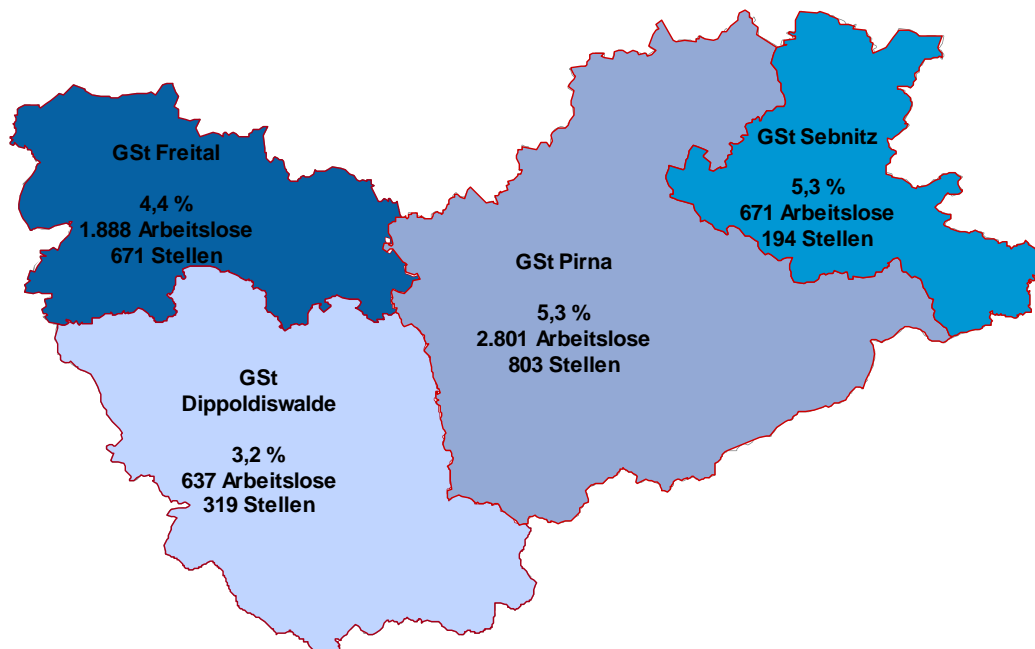 GSt Freital
4,4 %
1.888 Arbeitslose
671 Stellen
GSt Sebnitz
5,3 %
671 Arbeitslose
194 Stellen
GSt Pirna
5,3 %
2.801 Arbeitslose
803 Stellen
GSt
Dippoldiswalde
3,2 %
637 Arbeitslose
319 Stellen